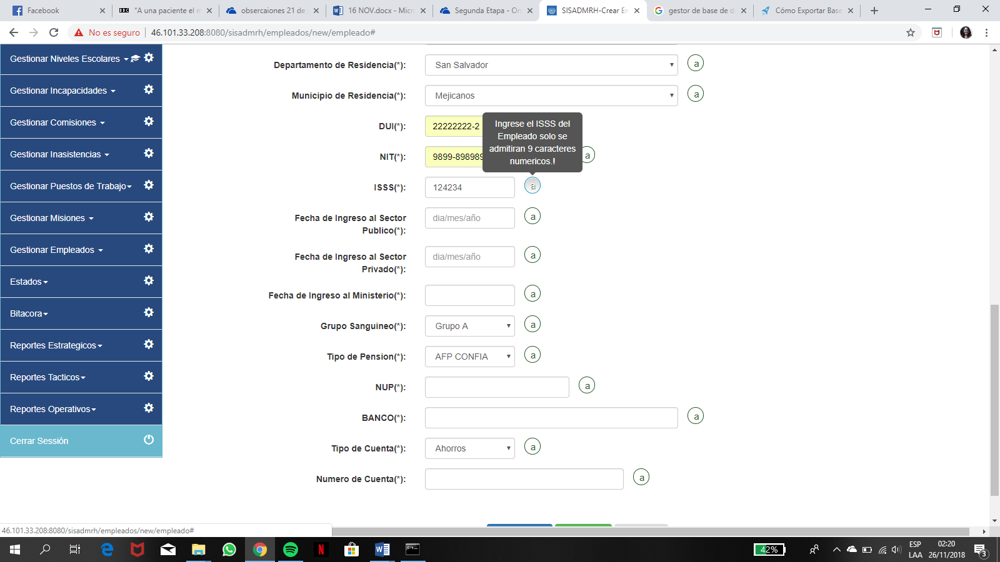 Facebook
BBC "A una paciente el m
obsercaiones 21 de
16 NOV.docx - Micr
Segunda Etapa - On
SISADMRH-Crear Em
gestor de base de d
Cómo Exportar Base
No es seguro
46.101.33.208:8080/sisadmrh/empleados/new/empleado#
Gestionar Niveles Escolares
Gestionar Incapacidades
Gestionar Comisiones
Gestionar Inasistencias
Gestionar Puestos de Trabajo
Gestionar Misiones
Gestionar Empleados
Estados
Bitacora
Reportes Estrategicos
Reportes Tacticos
Reportes Operativos
Cerrar Sessión
Departamento de Residencia(*): San Salvador a
Municipio de Residencia(*): Mejicanos a
DUI(*): 22222222-2
Ingrese el ISSS del
Empleado solo se
admitiran 9 caracteres
numericos.!
NIT(*): 9899-898989 a
ISSS(*): 124234 a
Fecha de Ingreso al Sector
Publico(*): dia/mes/año a
Fecha de Ingreso al Sector
Privado(*): dia/mes/año a
Fecha de Ingreso al Ministerio(*): a
Grupo Sanguineo(*): Grupo A a
Tipo de Pension(*): AFP CONFIA a
NUP(*): a
BANCO(*): a
Tipo de Cuenta(*): Ahorros a
Numero de Cuenta(*): a
46.101.33.208:8080/sisadmrh/empleados/new/empleado#
42%
ESP
LAA
02:20
26/11/2018
3